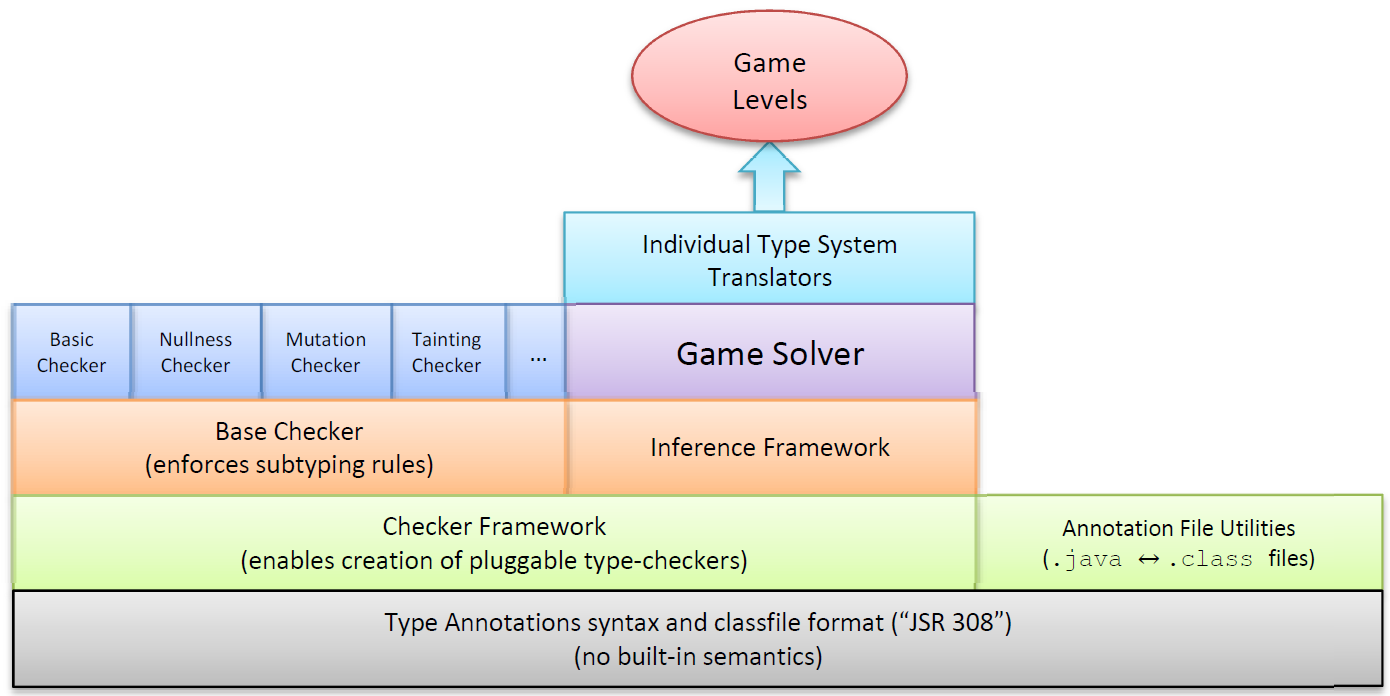 Game
Levels
Individual Type System
Translators
Basic
Checker
Nullness
Checker
Mutation
Checker
Tainting
Checker
...
Game Solver
Base Checker
(enforces subtyping rules)
Inference Framework
Checker Framework
(enables creation of pluggable type-checkers)
Annotation File Utilities
(.java ↔ .class files)
Type Annotations syntax and classfile format (“JSR 308”)
(no built-in semantics)